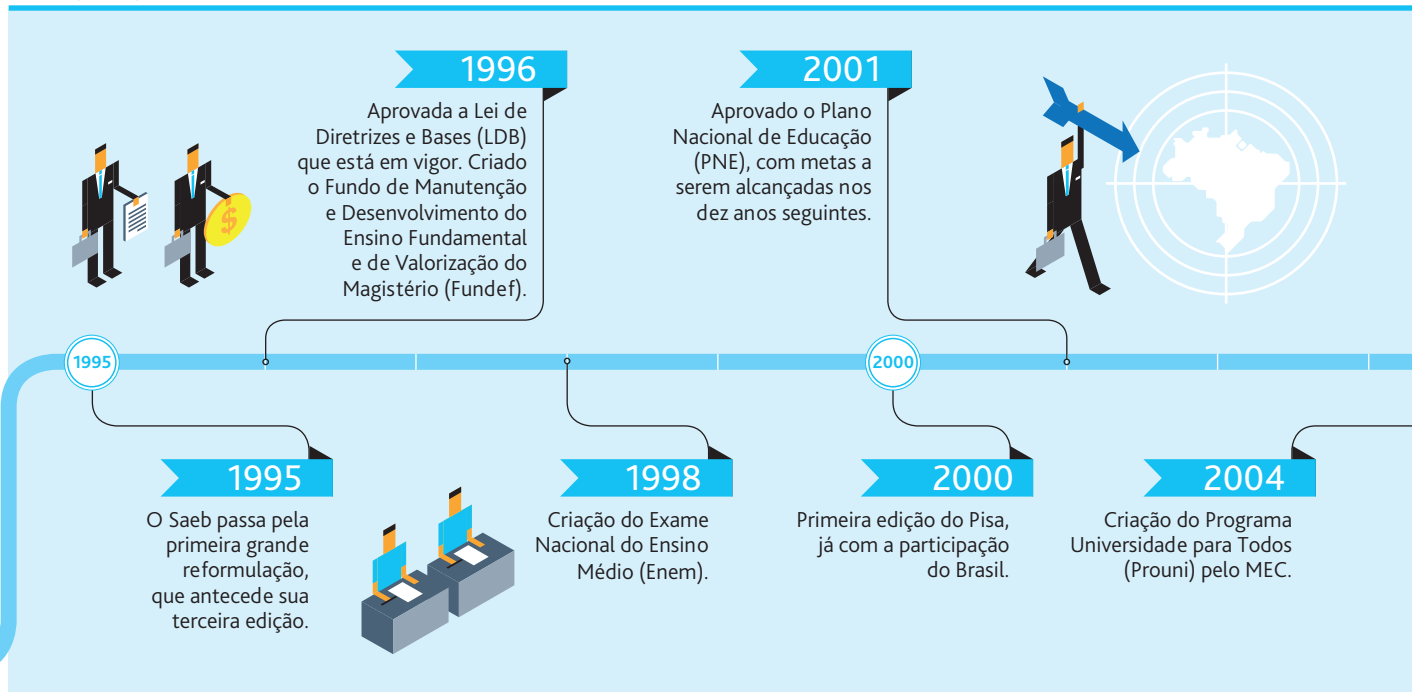 1996
Aprovada a Lei de
Diretrizes e Bases (LDB)
que está em vigor. Criado
o Fundo de Manutenção
e Desenvolvimento do
Ensino Fundamental
e de Valorização do
Magistério (Fundef).
2001
Aprovado o Plano
Nacional de Educação
(PNE), com metas a
serem alcançadas nos
dez anos seguintes.
$
1995
2000
1995
O Saeb passa pela
primeira grande
reformulação,
que antecede sua
terceira edição.
1998
Criação do Exame
Nacional do Ensino
Médio (Enem).
2000
Primeira edição do Pisa,
já com a participação
do Brasil.
2004
Criação do Programa
Universidade para Todos
(Prouni) pelo MEC.